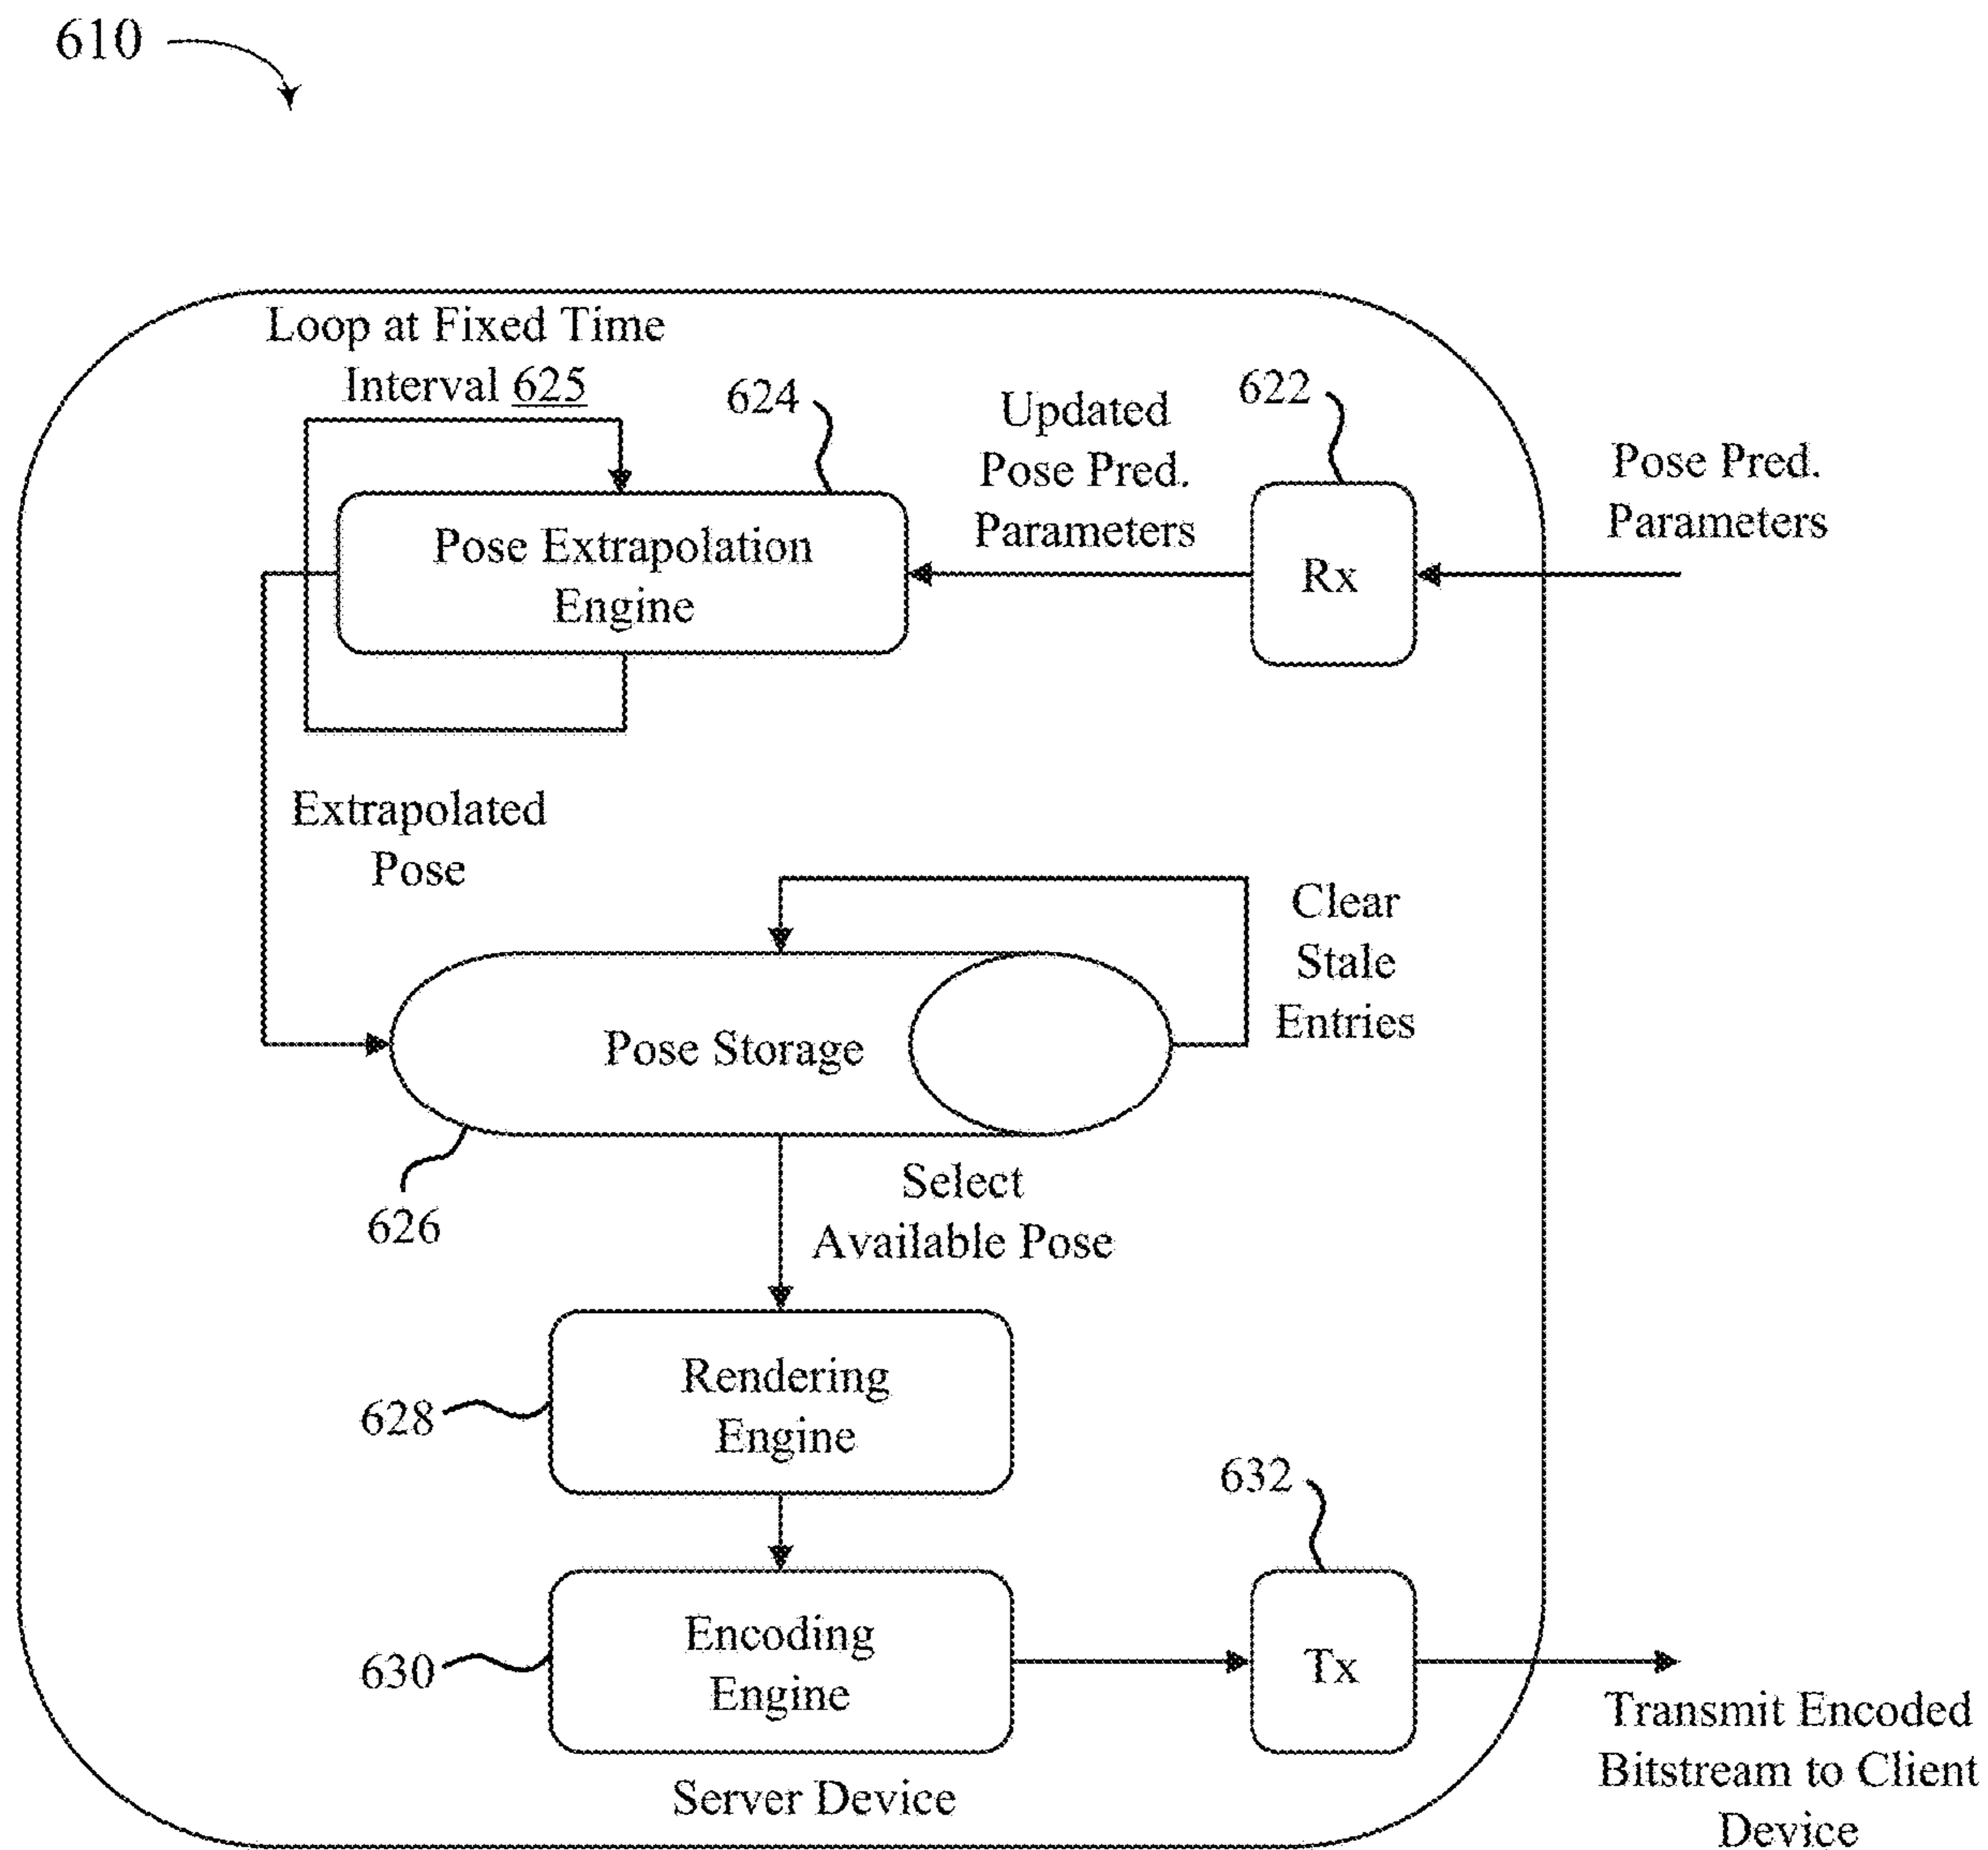 610
Loop at Fixed Time
Interval 625
624
Updated
Pose Pred.
Parameters
622
Pose Pred.
Parameters
Pose Extrapolation
Engine
Rx
Extrapolated
Pose
Clear
Stale
Entries
Pose Storage
626
Select
Available Pose
Rendering
Engine
628
632
Encoding
Engine
630
Tx
Transmit Encoded
Bitstream to Client
Device
Server Device